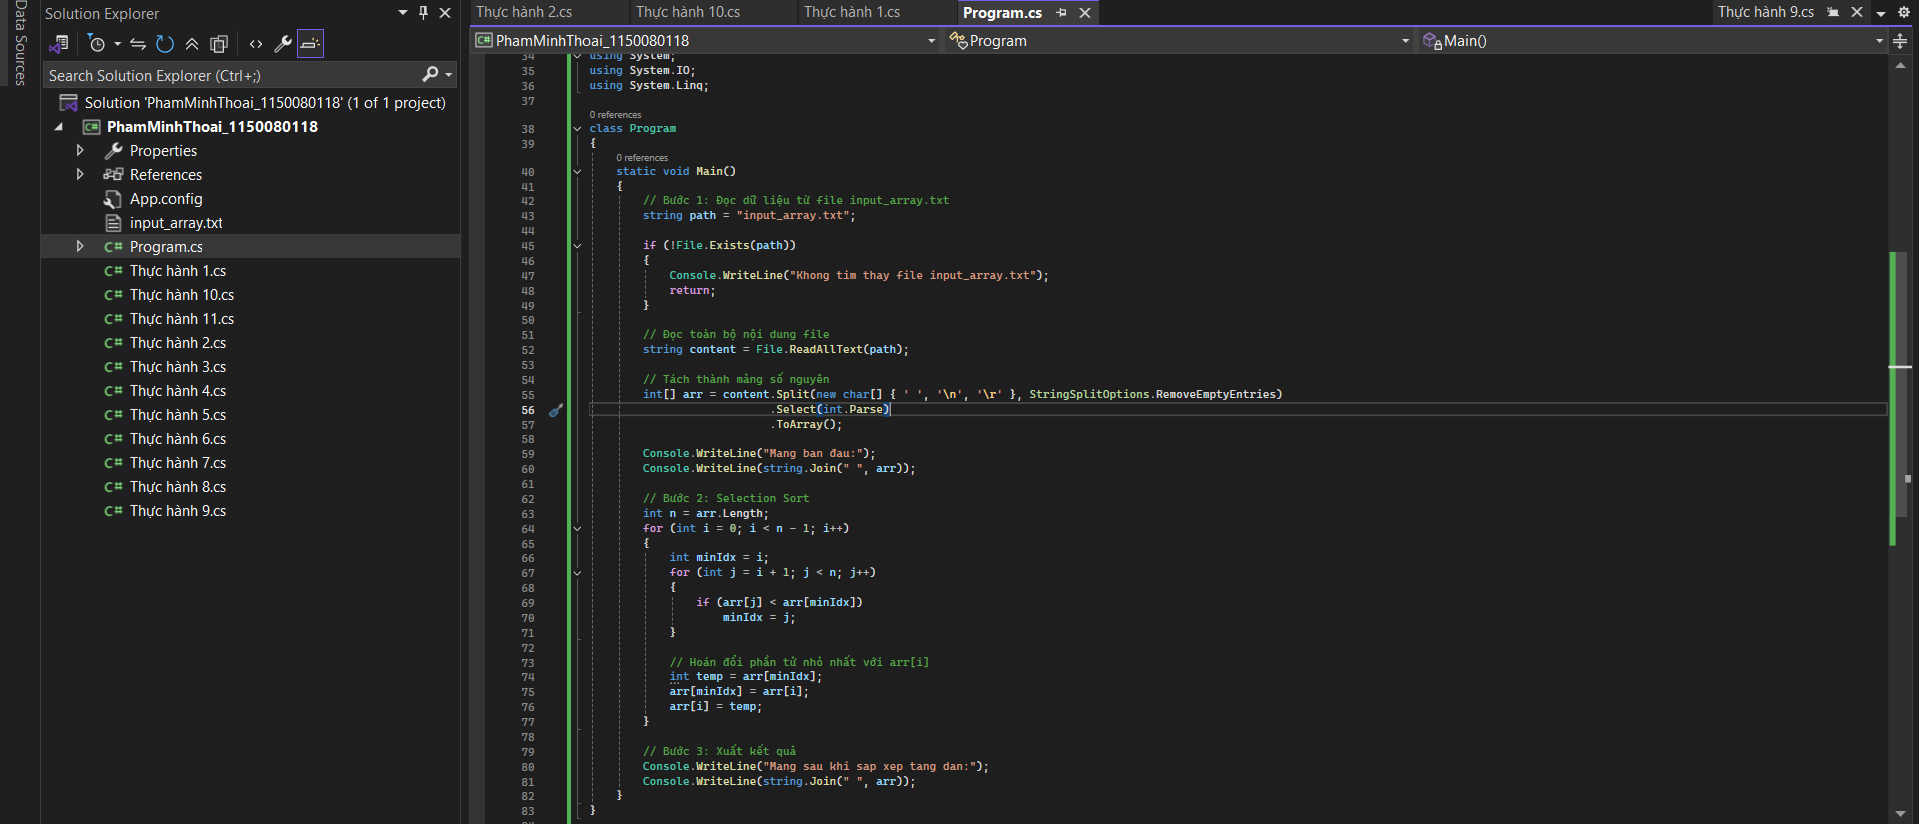 Data Sources
Solution Explorer
Search Solution Explorer (Ctrl+;)
Solution 'PhamMinhThoai_1150080118' (1 of 1 project)
PhamMinhThoai_1150080118
Properties
References
App.config
input_array.txt
Program.cs
Thực hành 1.cs
Thực hành 10.cs
Thực hành 11.cs
Thực hành 2.cs
Thực hành 3.cs
Thực hành 4.cs
Thực hành 5.cs
Thực hành 6.cs
Thực hành 7.cs
Thực hành 8.cs
Thực hành 9.cs
Thực hành 2.cs Thực hành 10.cs Thực hành 1.cs Program.cs Thực hành 9.cs
PhamMinhThoai_1150080118 Program Main()
34 using System;
35 using System.IO;
36 using System.Linq;
37
0 references
38 class Program
39 {
0 references
40 static void Main()
41 {
42 // Bước 1: Đọc dữ liệu từ file input_array.txt
43 string path = "input_array.txt";
44
45 if (!File.Exists(path))
46 {
47 Console.WriteLine("Khong tim thay file input_array.txt");
48 return;
49 }
50
51 // Đọc toàn bộ nội dung file
52 string content = File.ReadAllText(path);
53
54 // Tách thành mảng số nguyên
55 int[] arr = content.Split(new char[] { ' ', '\n', '\r' }, StringSplitOptions.RemoveEmptyEntries)
56 .Select(int.Parse)
57 .ToArray();
58
59 Console.WriteLine("Mang ban đau:");
60 Console.WriteLine(string.Join(" ", arr));
61
62 // Bước 2: Selection Sort
63 int n = arr.Length;
64 for (int i = 0; i < n - 1; i++)
65 {
66 int minIdx = i;
67 for (int j = i + 1; j < n; j++)
68 {
69 if (arr[j] < arr[minIdx])
70 minIdx = j;
71 }
72
73 // Hoán đổi phần tử nhỏ nhất với arr[i]
74 int temp = arr[minIdx];
75 arr[minIdx] = arr[i];
76 arr[i] = temp;
77 }
78
79 // Bước 3: Xuất kết quả
80 Console.WriteLine("Mang sau khi sap xep tang dan:");
81 Console.WriteLine(string.Join(" ", arr));
82 }
83 }